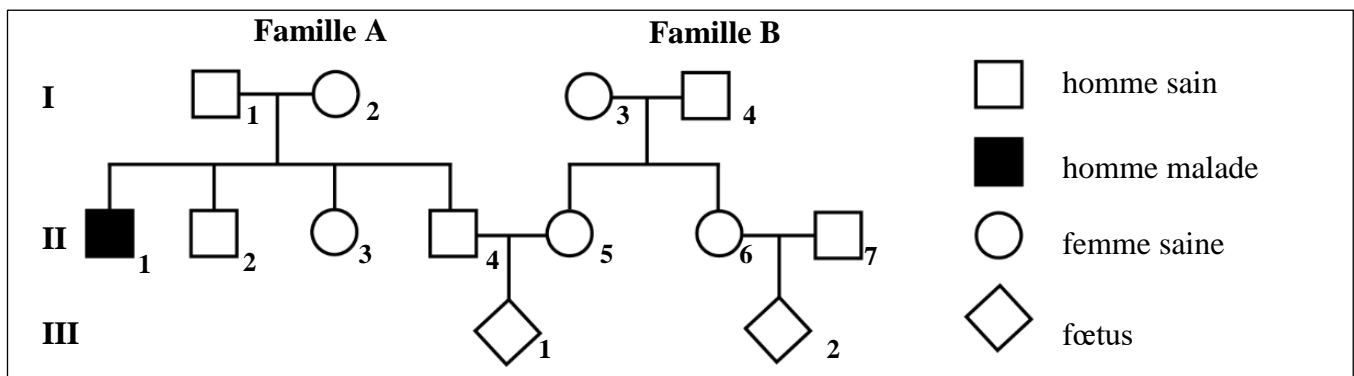 Famille A Famille B
I 1 2 3 4 homme sain
homme malade
II 1 2 3 4 5 6 7 femme saine
III 1 2 fœtus